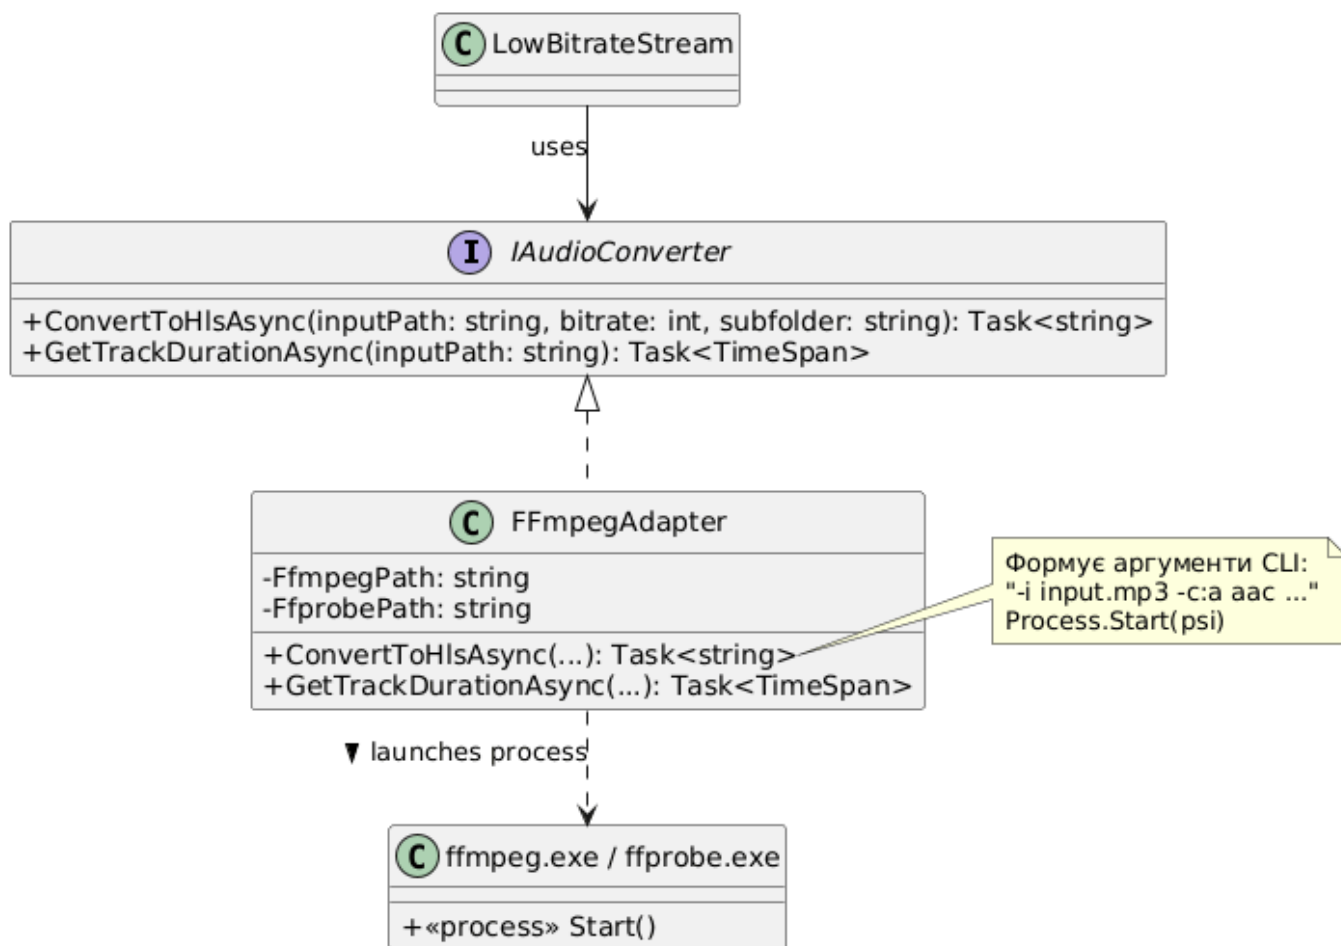 C LowBitrateStream
uses
I IAudioConverter
+ConvertToHlsAsync(inputPath: string, bitrate: int, subfolder: string): Task<string>
+GetTrackDurationAsync(inputPath: string): Task<TimeSpan>
C FFmpegAdapter
-FfmpegPath: string
-FfprobePath: string
+ConvertToHlsAsync(...): Task<string>
+GetTrackDurationAsync(...): Task<TimeSpan>
Формує аргументи CLI:
"-i input.mp3 -c:a aac ..."
Process.Start(psi)
launches process
C ffmpeg.exe / ffprobe.exe
+«process» Start()